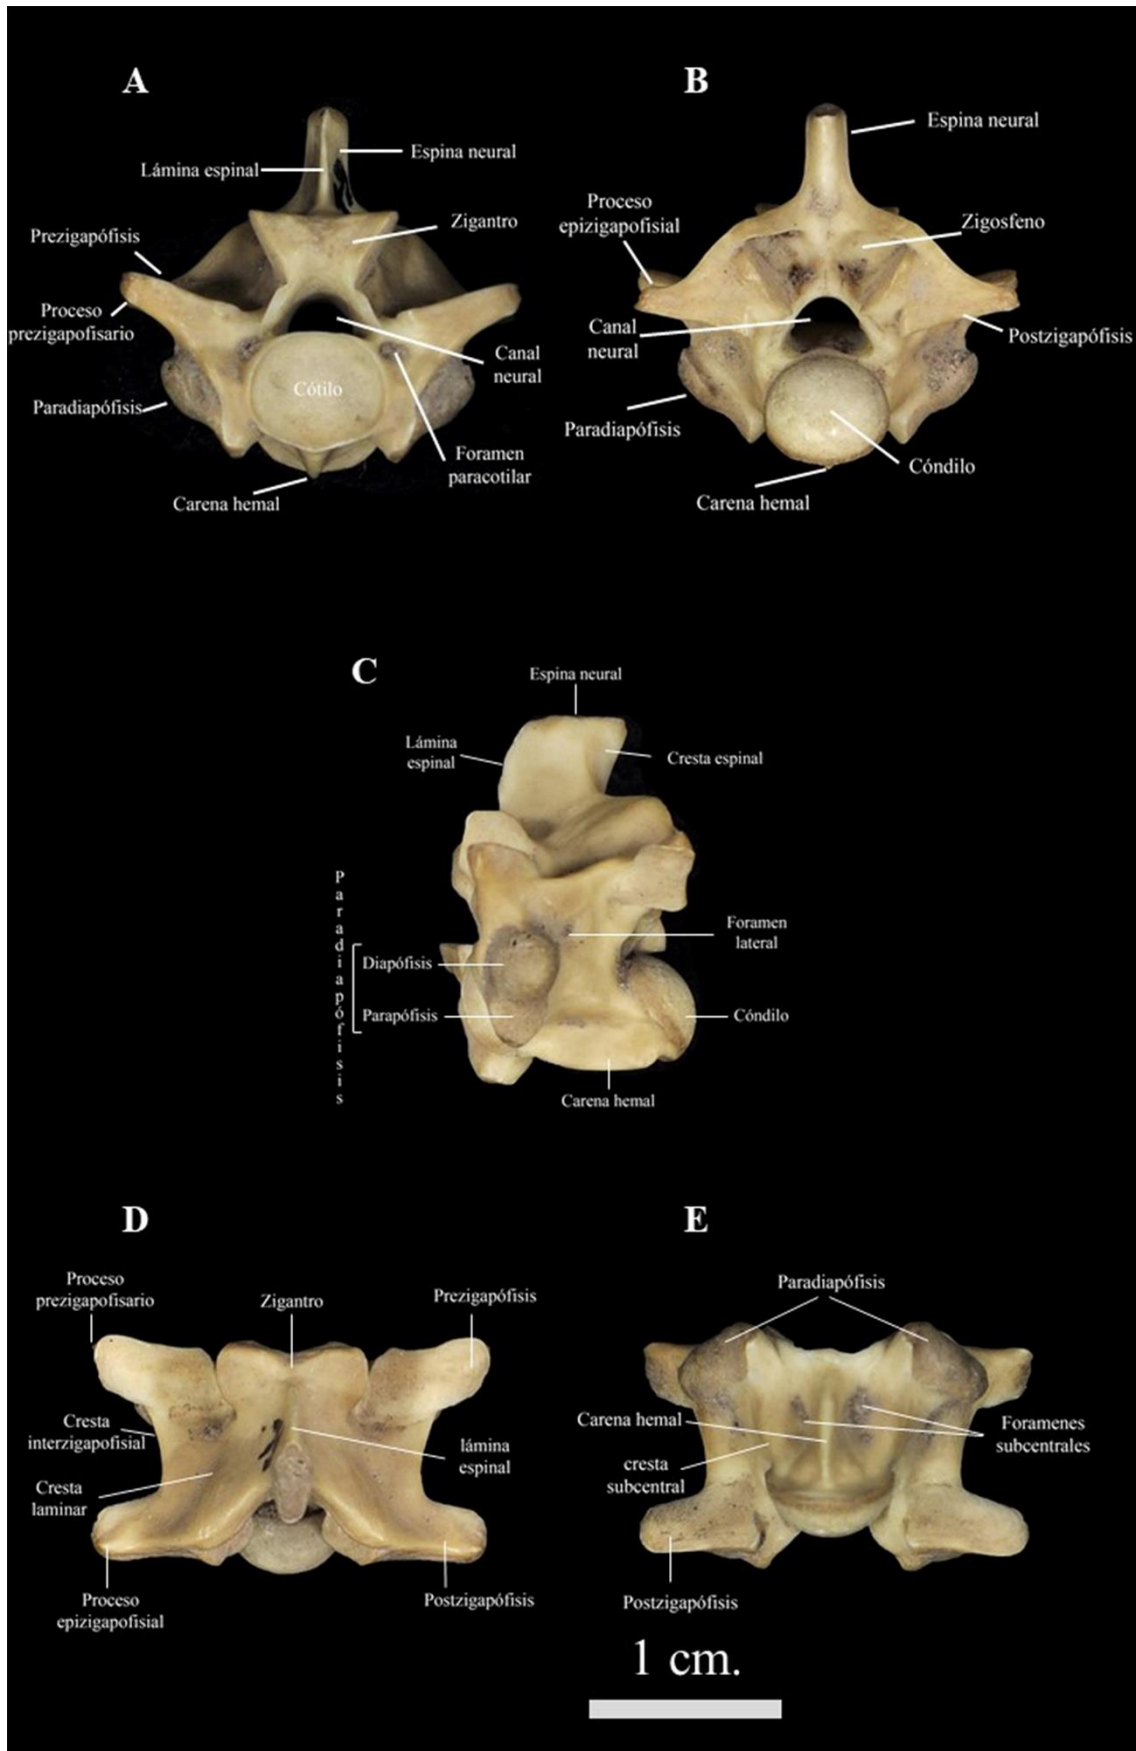 A
Espina neural
Lámina espinal
Zigantro
Prezigapófisis
Proceso
prezigapofisario
Canal
neural
Cótilo
Paradiapófisis
Foramen
paracotilar
Carena hemal
B
Espina neural
Proceso
epizigapofisial
Zigosfeno
Canal
neural
Postzigapófisis
Paradiapófisis
Cóndilo
Carena hemal
C
Espina neural
Lámina
espinal
Cresta espinal
Paradiapófisis
Foramen
lateral
Diapófisis
Parapófisis
Cóndilo
Carena hemal
D
Proceso
prezigapofisario
Zigantro
Prezigapófisis
Cresta
interzigapofisial
lámina
espinal
Cresta
laminar
Proceso
epizigapofisial
Postzigapófisis
E
Paradiapófisis
Carena hemal
Foramenes
subcentrales
cresta
subcentral
Postzigapófisis
1 cm.